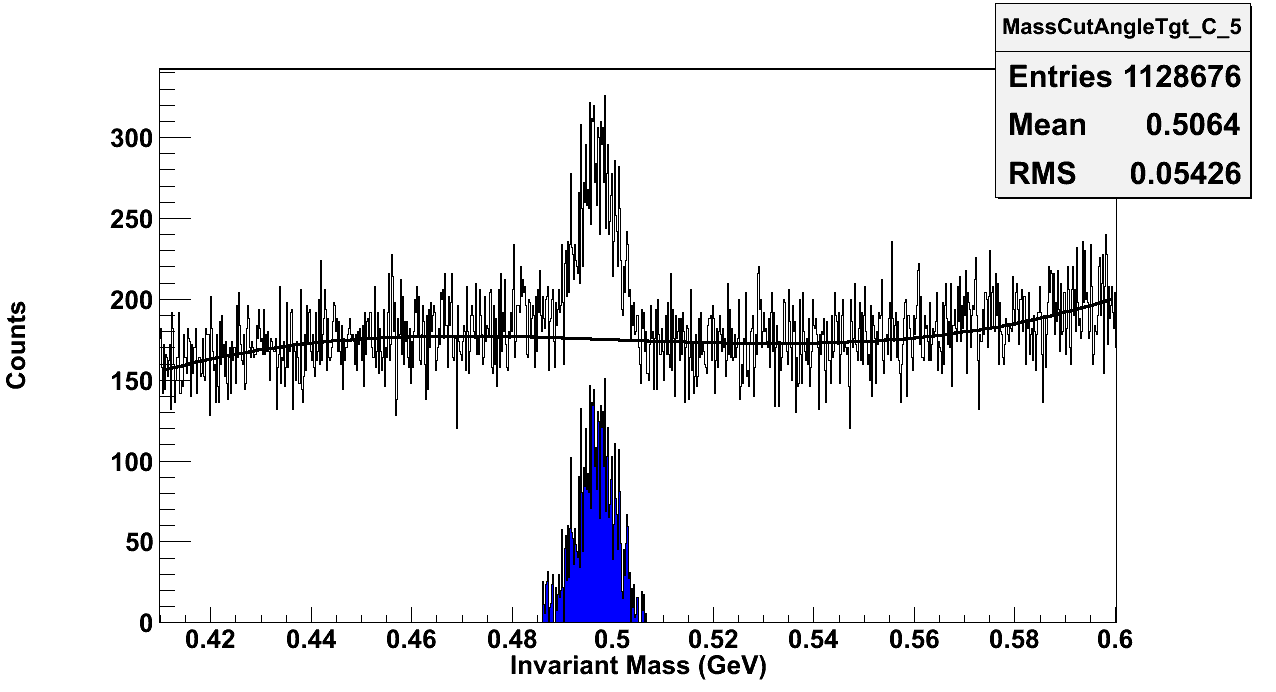 MassCutAngleTgt_C_5
Entries 1128676
Mean 0.5064
RMS 0.05426
Counts
300
250
200
150
100
50
0
0.42 0.44 0.46 0.48 0.5 0.52 0.54 0.56 0.58 0.6
Invariant Mass (GeV)